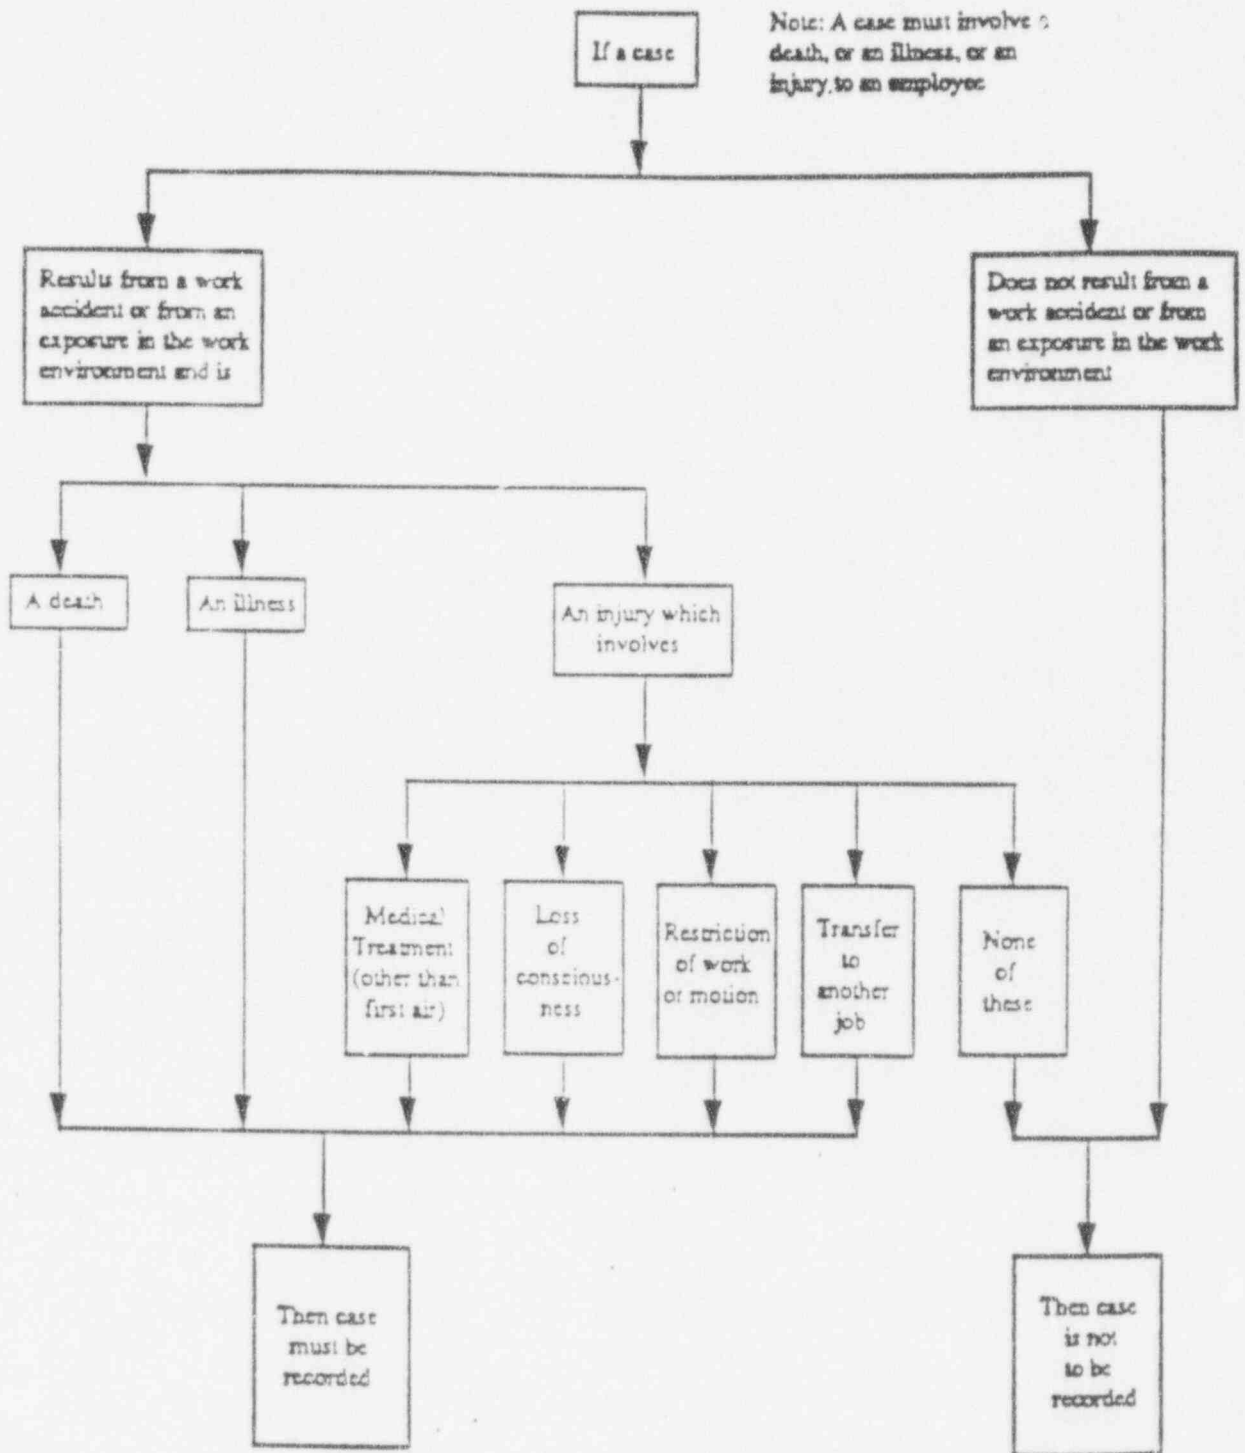 If a case
Note: A case must involve a
death, or an illness, or an
injury, to an employee
Results from a work
accident or from an
exposure in the work
environment and is
Does not result from a
work accident or from
an exposure in the work
environment
A death
An illness
An injury which
involves
Medical
Treatment
(other than
first air)
Loss
of
conscious-
ness
Restriction
of work
or motion
Transfer
to
another
job
None
of
these
Then case
must be
recorded
Then case
is not
to be
recorded